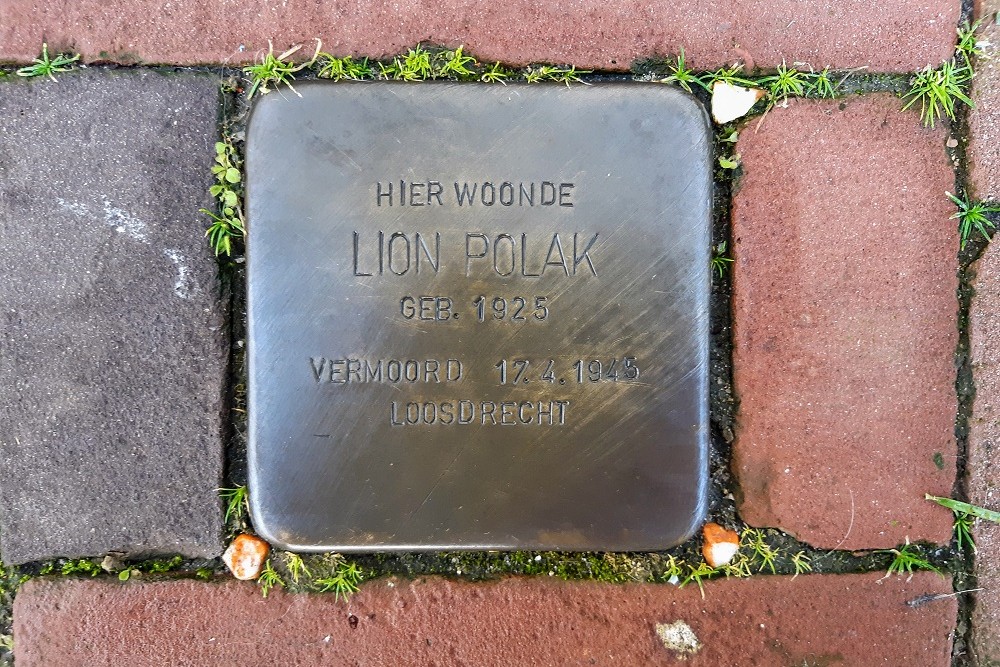 HIER WOONDE
LION POLAK
GEB. 1925
VERMOORD 17.4.1945
LOOSDRECHT